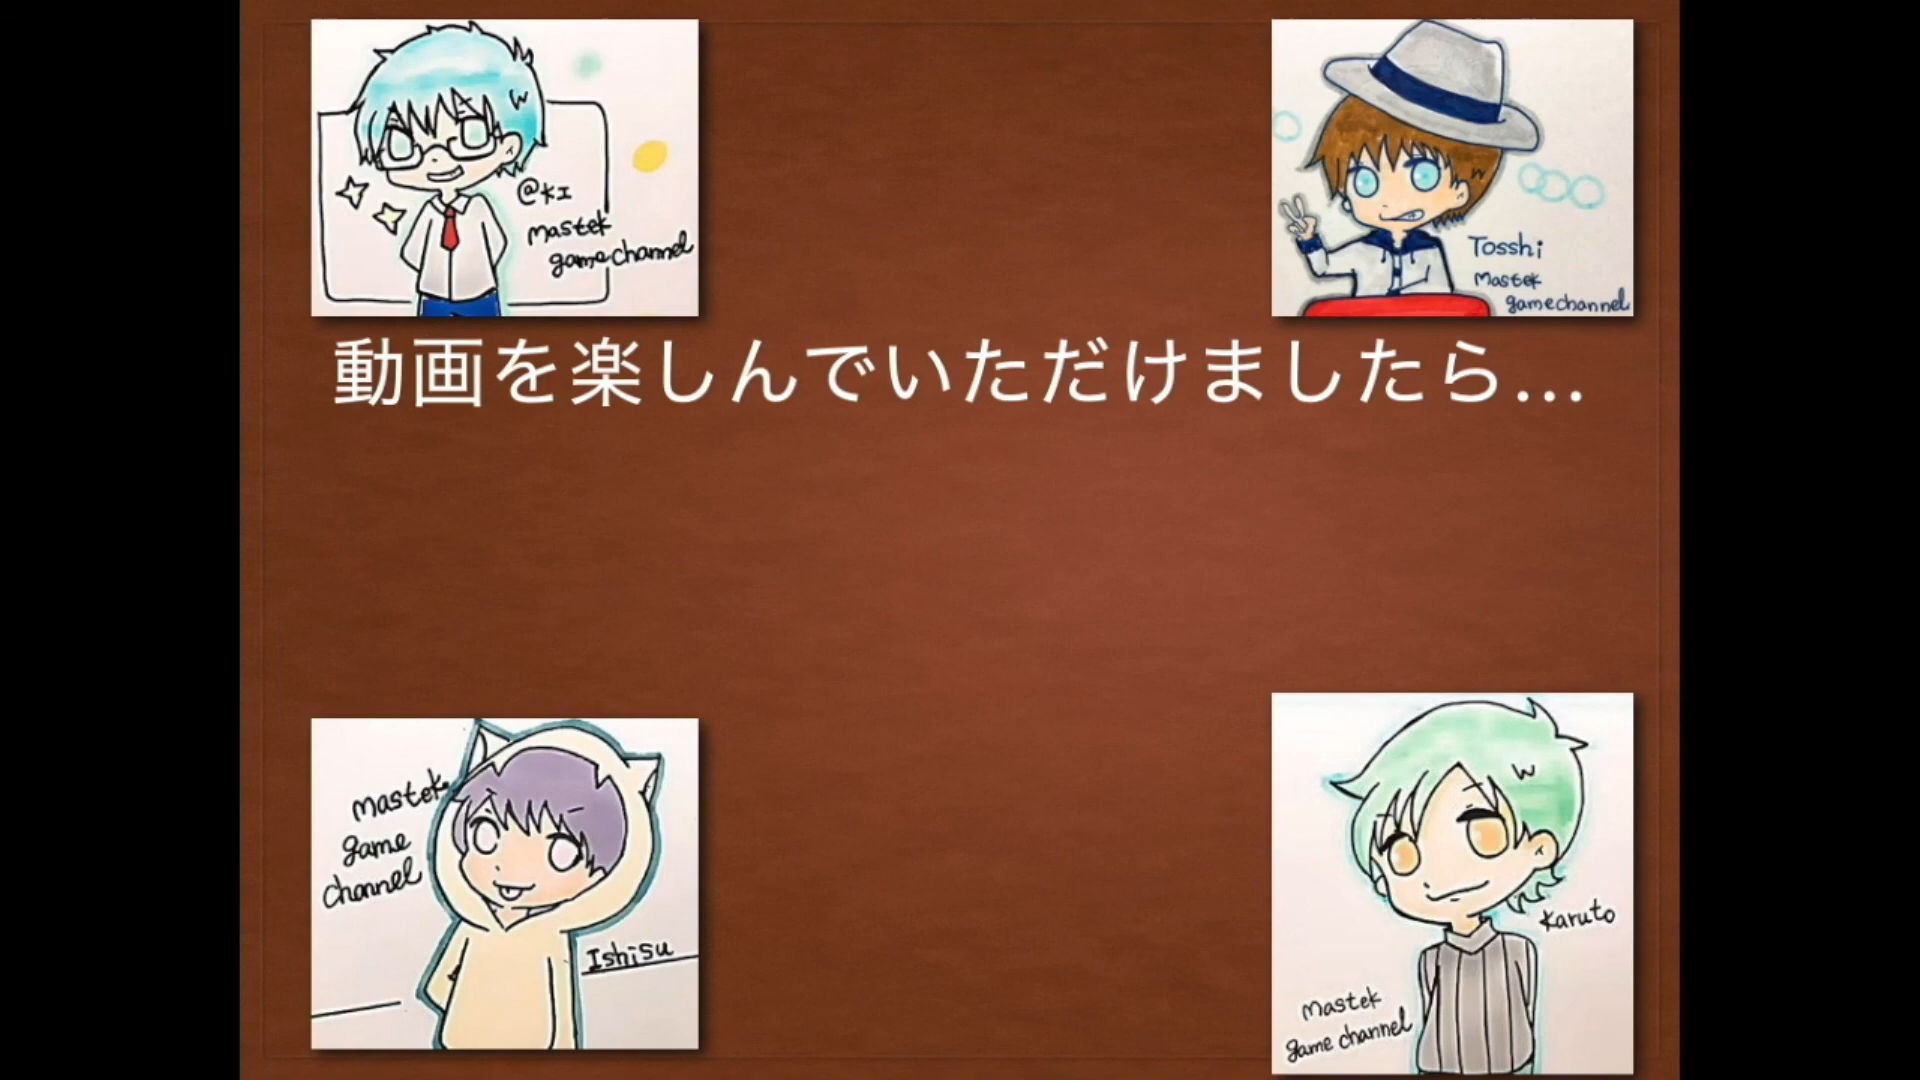 @KI
mastek
game channel
Tosshi
Mastek
gamechannel
動画を楽しんでいただけましたら…
mastek
game
channel
Ishisu
Karuto
mastek
game channel